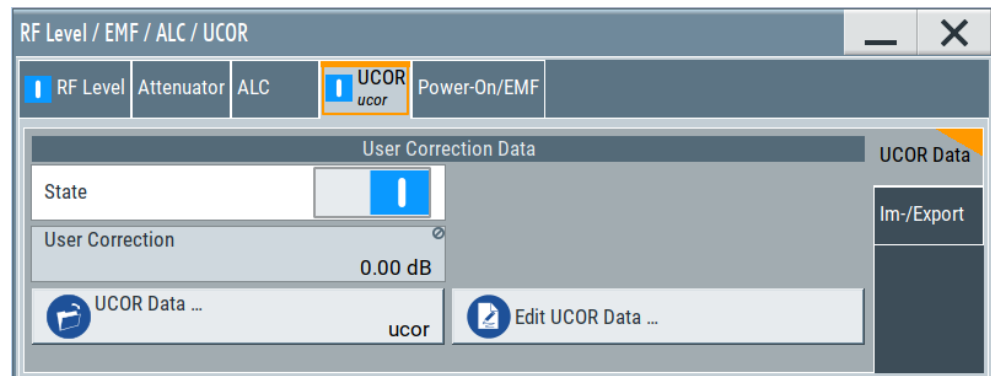 RF Level / EMF / ALC / UCOR
RF Level Attenuator ALC UCOR Power-On/EMF
ucor
User Correction Data
UCOR Data
State
Im-/Export
User Correction
0.00 dB
UCOR Data ...
ucor
Edit UCOR Data ...